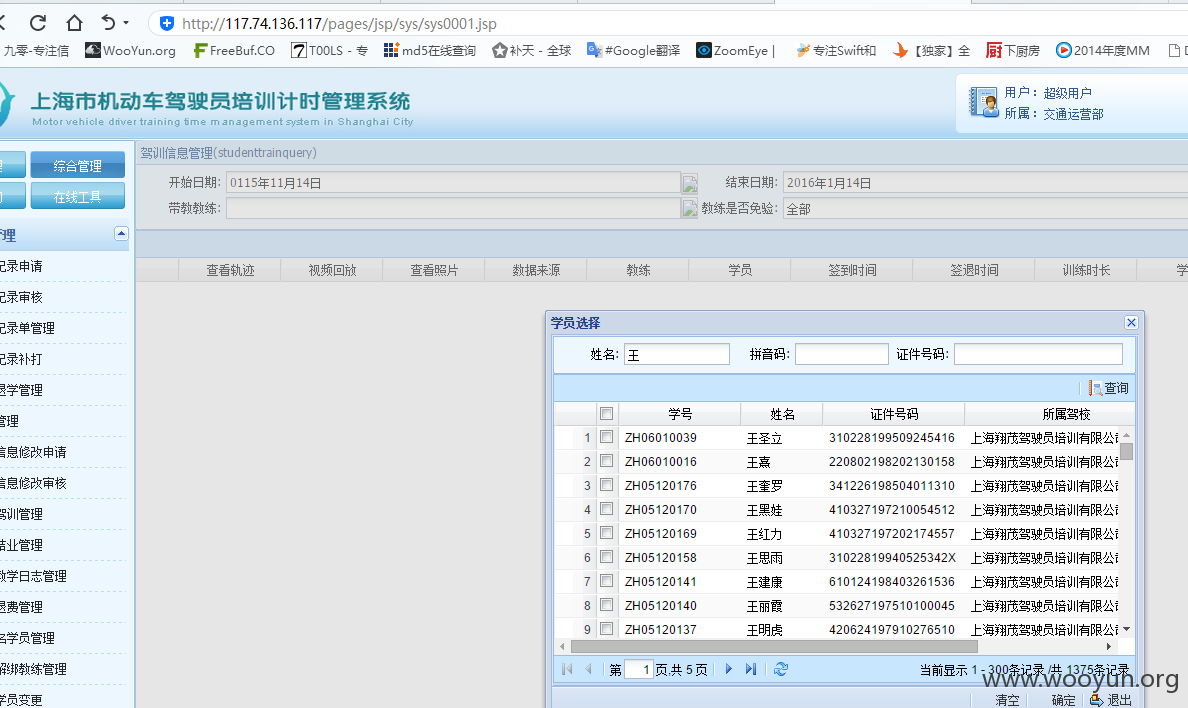 http://117.74.136.117/pages/jsp/sys/sys0001.jsp
九零-专注信 WooYun.org FreeBuf.CO T00LS - 专 md5在线查询 补天 - 全球 #Google翻译 ZoomEye | 专注Swift和 【独家】全 下厨房 2014年度MM
上海市机动车驾驶员培训计时管理系统
Motor vehicle driver training time management system in Shanghai City
用户： 超级用户
所属： 交通运营部
综合管理
在线工具
驾训信息管理(studenttrainquery)
开始日期: 0115年11月14日 结束日期: 2016年1月14日
带教教练: 教练是否免验: 全部
管理
记录申请
记录审核
记录单管理
记录补打
退学管理
管理
信息修改申请
信息修改审核
驾训管理
结业管理
教学日志管理
退费管理
名学员管理
解绑教练管理
学员变更
查看轨迹 视频回放 查看照片 数据来源 教练 学员 签到时间 签退时间 训练时长 学
学员选择
姓名: 王 拼音码: 证件号码:
查询
学号 姓名 证件号码 所属驾校
1 ZH06010039 王圣立 310228199509245416 上海翔茂驾驶员培训有限公司
2 ZH06010016 王熹 220802198202130158 上海翔茂驾驶员培训有限公司
3 ZH05120176 王奎罗 341226198504011310 上海翔茂驾驶员培训有限公司
4 ZH05120170 王黑娃 410327197210054512 上海翔茂驾驶员培训有限公司
5 ZH05120169 王红力 410327197202174557 上海翔茂驾驶员培训有限公司
6 ZH05120158 王思雨 31022819940525342X 上海翔茂驾驶员培训有限公司
7 ZH05120141 王建康 610124198403261536 上海翔茂驾驶员培训有限公司
8 ZH05120140 王丽霞 532627197510100045 上海翔茂驾驶员培训有限公司
9 ZH05120137 王明虎 420624197910276510 上海翔茂驾驶员培训有限公司
第 1 页,共 5 页 当前显示 1 - 300条记录 /共 1375条记录
www.wooyun.org
清空 确定 退出